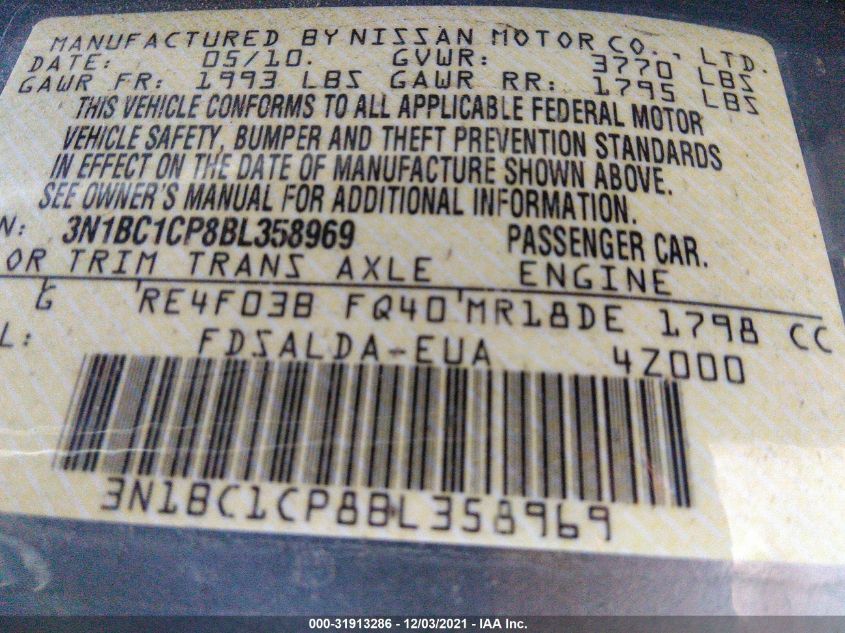 MANUFACTURED BY NISSAN MOTOR CO., LTD.
DATE: 05/10. GVWR: 3770 LBS
GAWR FR: 1993 LBS GAWR RR: 1795 LBS
THIS VEHICLE CONFORMS TO ALL APPLICABLE FEDERAL MOTOR
VEHICLE SAFETY, BUMPER AND THEFT PREVENTION STANDARDS
IN EFFECT ON THE DATE OF MANUFACTURE SHOWN ABOVE.
SEE OWNER'S MANUAL FOR ADDITIONAL INFORMATION.
N: 3N1BC1CP8BL358969 PASSENGER CAR.
OR TRIM TRANS AXLE ENGINE
G RE4F03B FQ40 MR18DE 1798 CC
L: FDSALDA-EUA 4Z000
3N1BC1CP8BL358969
000-31913286 - 12/03/2021 - IAA Inc.